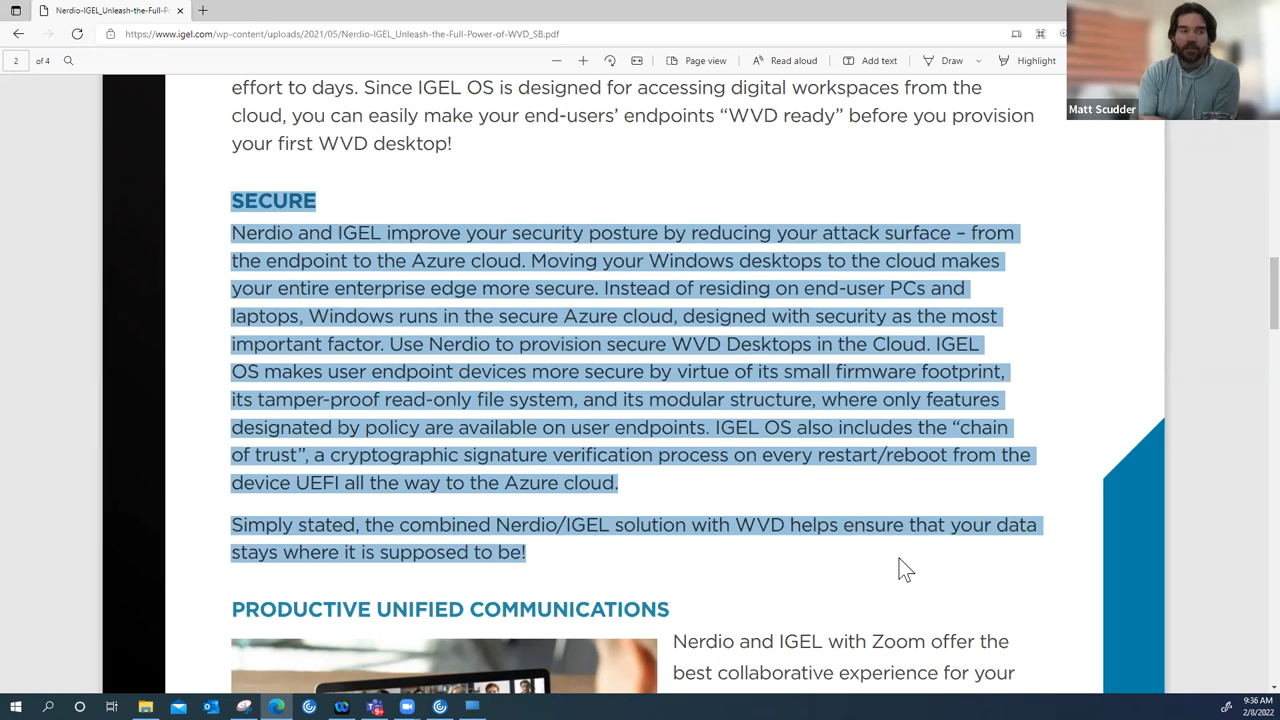 Nerdio-IGEL_Unleash-the-Full-P
https://www.igel.com/wp-content/uploads/2021/05/Nerdio-IGEL_Unleash-the-Full-Power-of-WVD_SB.pdf
2 of 4
Page view
Read aloud
Add text
Draw
Highlight
Matt Scudder
effort to days. Since IGEL OS is designed for accessing digital workspaces from the
cloud, you can easily make your end-users’ endpoints “WVD ready” before you provision
your first WVD desktop!
SECURE
Nerdio and IGEL improve your security posture by reducing your attack surface – from
the endpoint to the Azure cloud. Moving your Windows desktops to the cloud makes
your entire enterprise edge more secure. Instead of residing on end-user PCs and
laptops, Windows runs in the secure Azure cloud, designed with security as the most
important factor. Use Nerdio to provision secure WVD Desktops in the Cloud. IGEL
OS makes user endpoint devices more secure by virtue of its small firmware footprint,
its tamper-proof read-only file system, and its modular structure, where only features
designated by policy are available on user endpoints. IGEL OS also includes the “chain
of trust”, a cryptographic signature verification process on every restart/reboot from the
device UEFI all the way to the Azure cloud.
Simply stated, the combined Nerdio/IGEL solution with WVD helps ensure that your data
stays where it is supposed to be!
PRODUCTIVE UNIFIED COMMUNICATIONS
Nerdio and IGEL with Zoom offer the
best collaborative experience for your
9:36 AM
2/8/2022